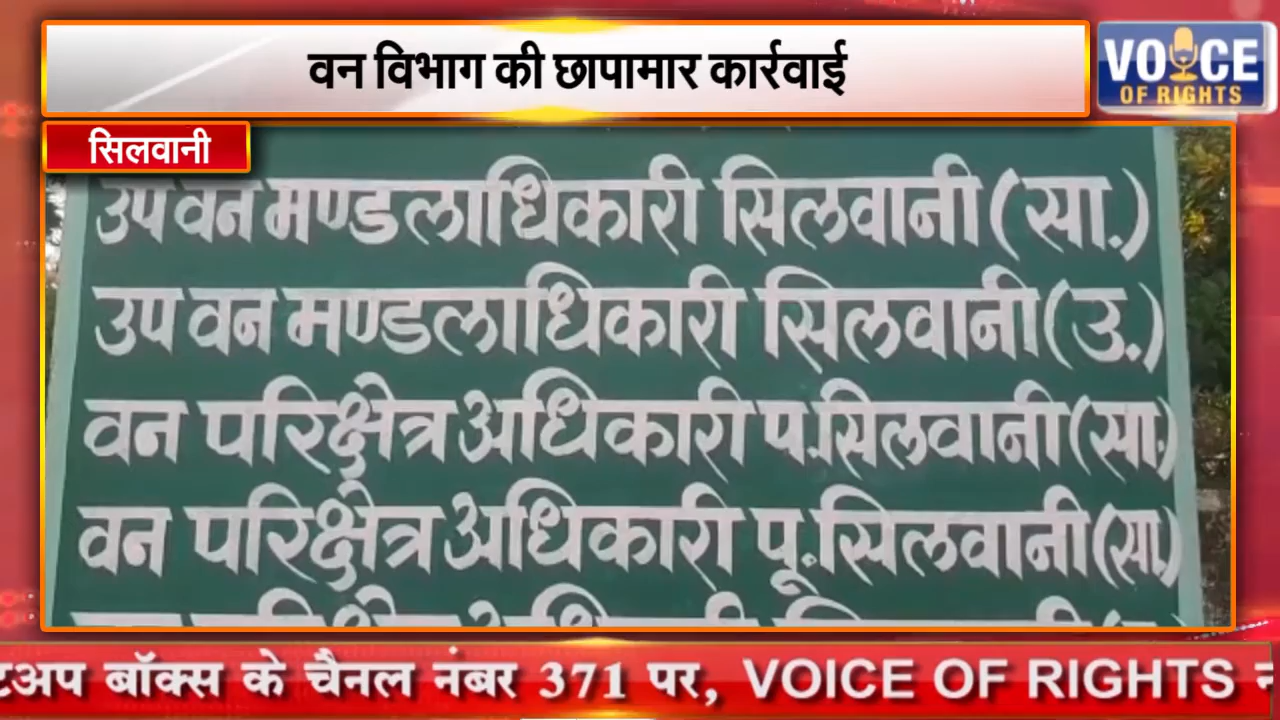 वन विभाग की छापामार कार्रवाई
VOICE
OF RIGHTS
सिलवानी
उप वन मण्डलाधिकारी सिलवानी (सा.)
उप वन मण्डलाधिकारी सिलवानी (उ.)
वन परिक्षेत्र अधिकारी प.सिलवानी (सा.)
वन परिक्षेत्र अधिकारी पू.सिलवानी (सा.)
बॉक्स के चैनल नंबर 371 पर, VOICE OF RIGHTS